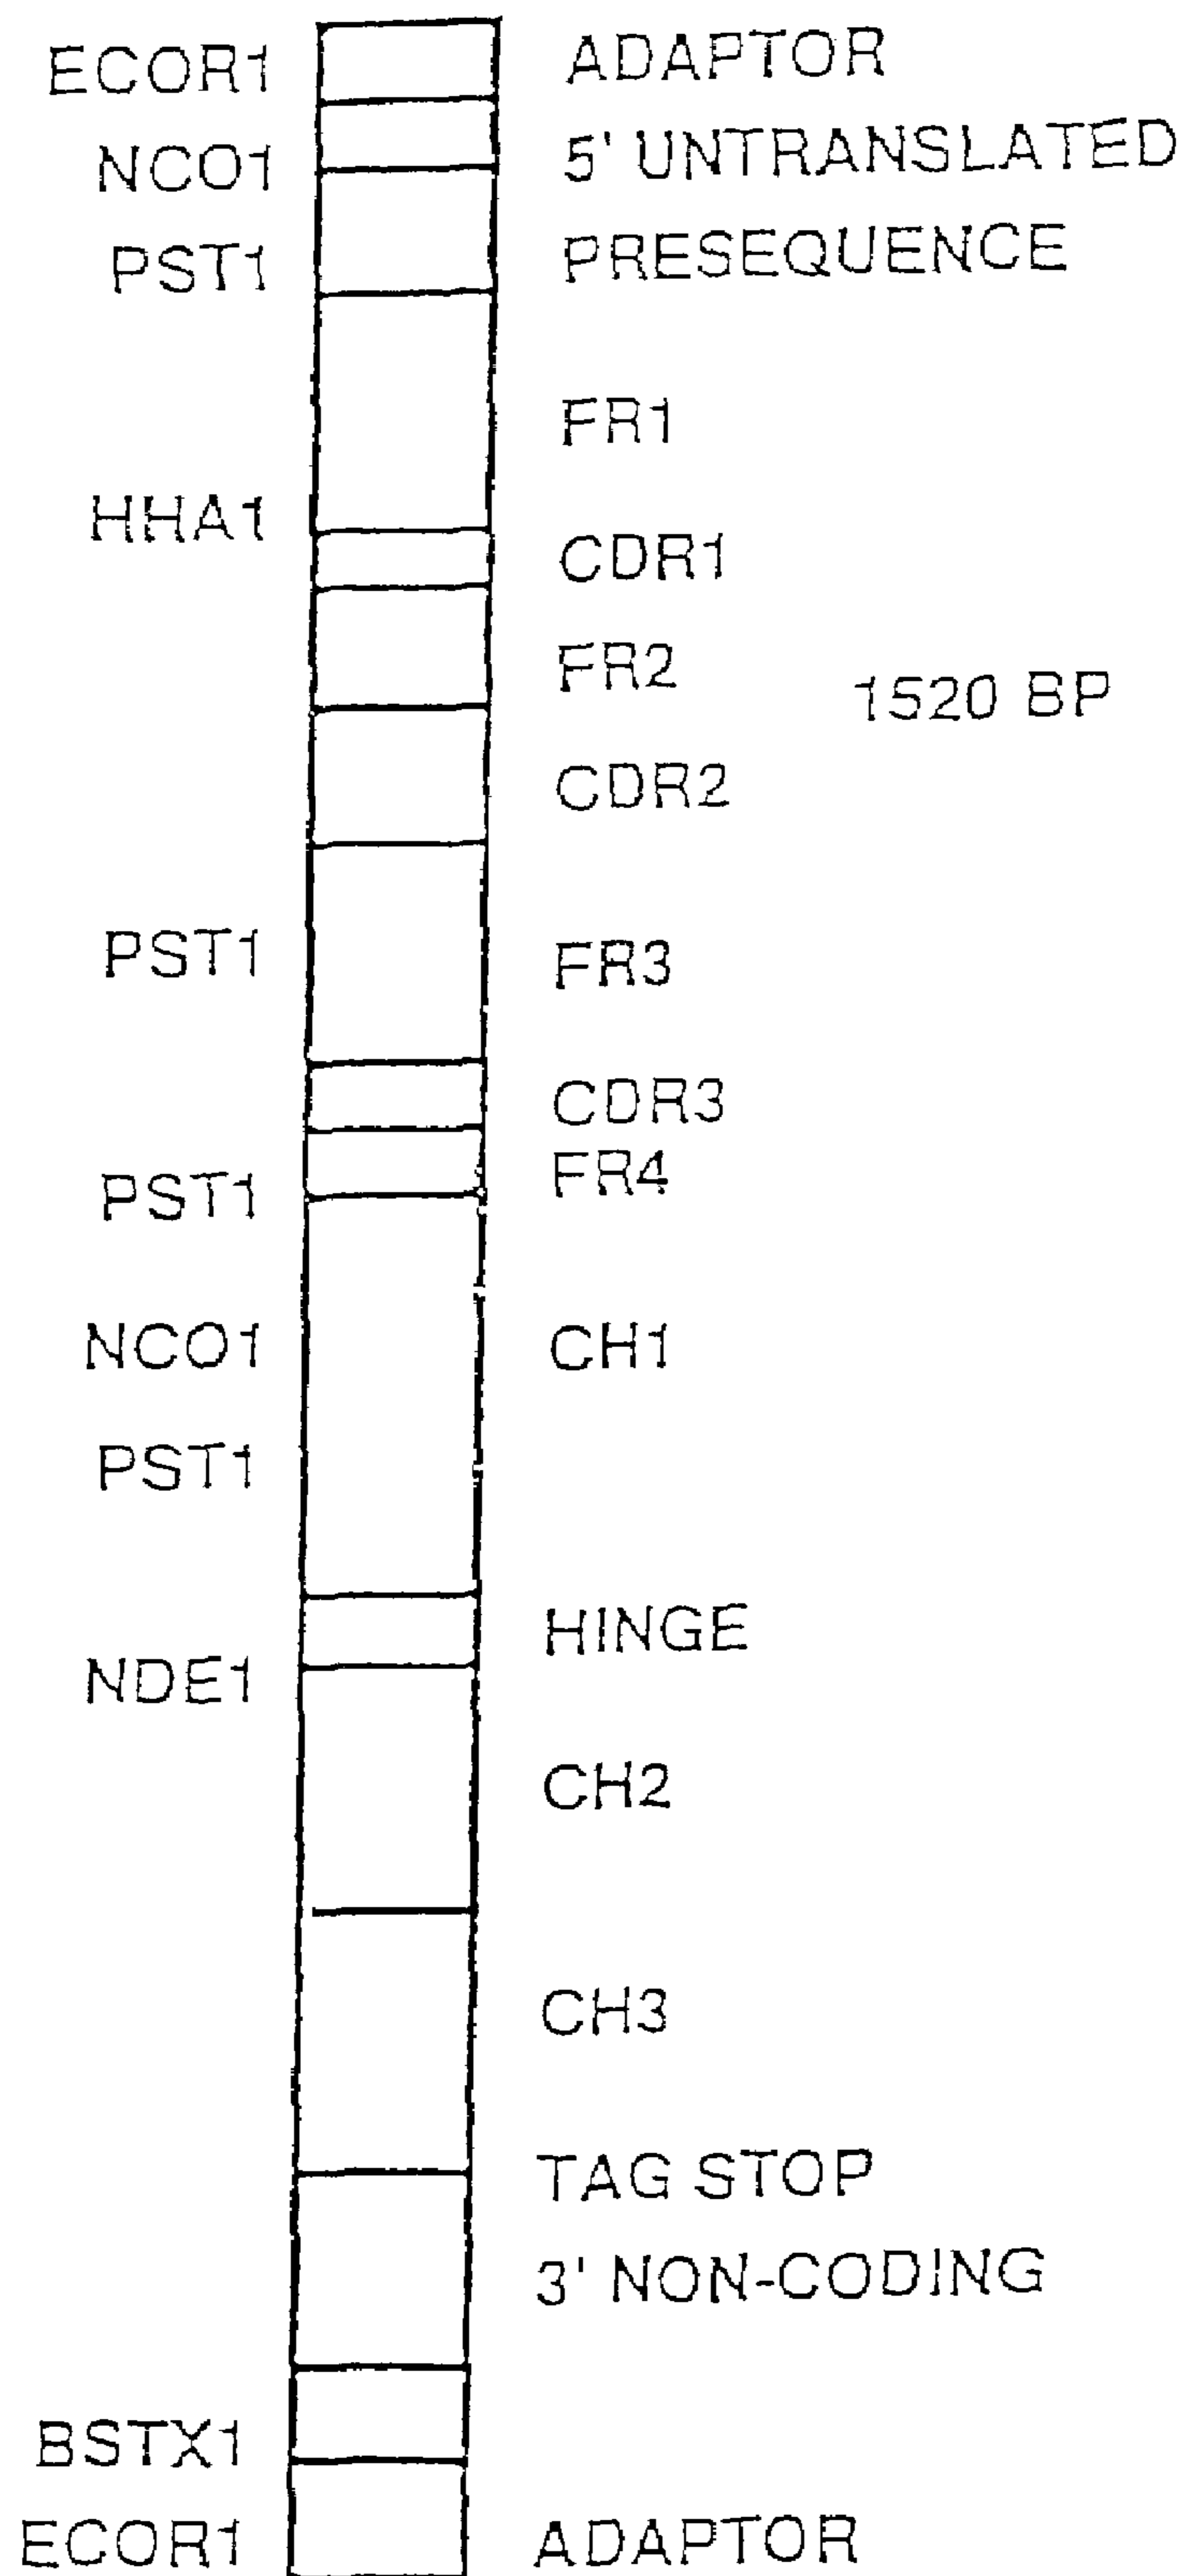 ECOR1 ADAPTOR
NCO1 5' UNTRANSLATED
PST1 PRESEQUENCE
FR1
HHA1
CDR1
FR2
1520 BP
CDR2
PST1 FR3
CDR3
FR4
PST1
NCO1 CH1
PST1
HINGE
NDE1
CH2
CH3
TAG STOP
3' NON-CODING
BSTX1
ECOR1 ADAPTOR